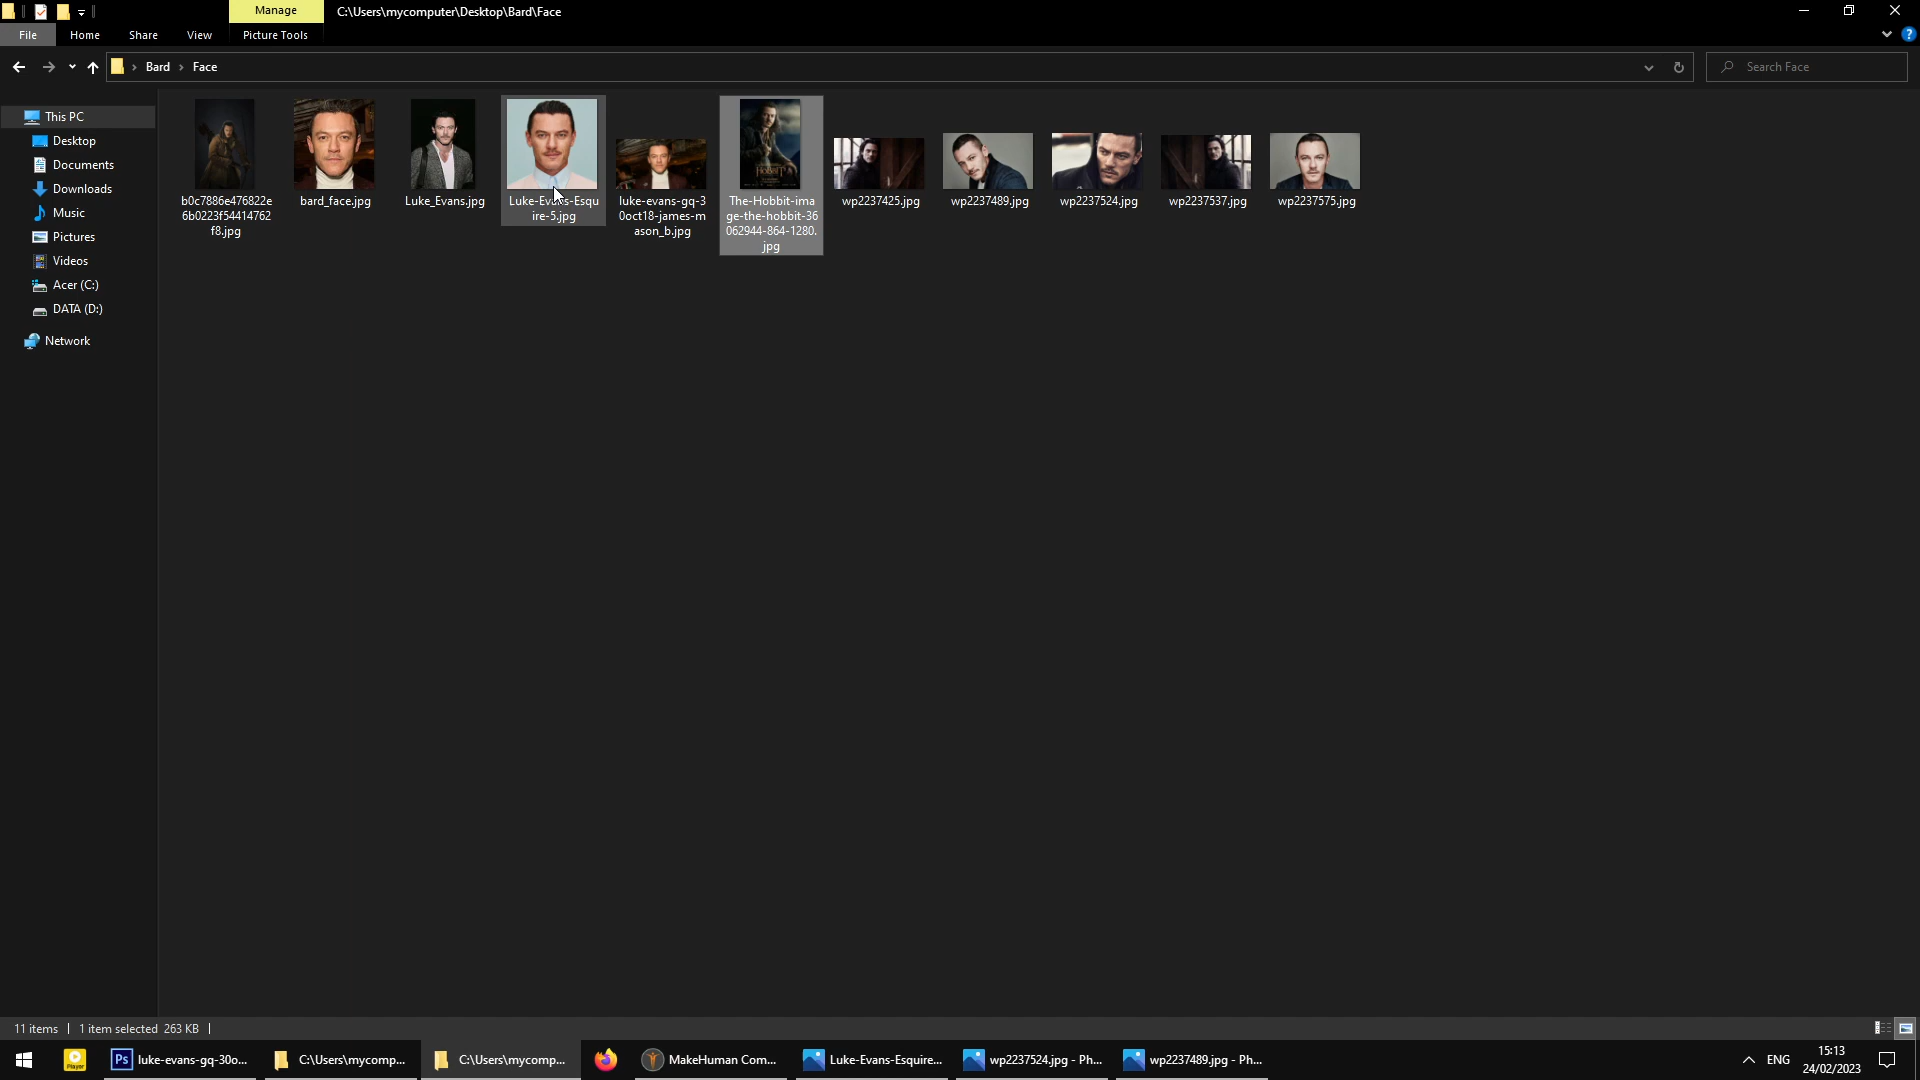 Manage
C:\Users\mycomputer\Desktop\Bard\Face
File
Home
Share
View
Picture Tools
Bard
Face
Search Face
This PC
Desktop
Documents
Downloads
Music
Pictures
Videos
Acer (C:)
DATA (D:)
Network
b0c7886e476822e
6b0223f54414762
f8.jpg
bard_face.jpg
Luke_Evans.jpg
Luke-Evans-Esqu
ire-5.jpg
luke-evans-gq-3
0oct18-james-m
ason_b.jpg
The-Hobbit-ima
ge-the-hobbit-36
062944-864-1280.
jpg
wp2237425.jpg
wp2237489.jpg
wp2237524.jpg
wp2237537.jpg
wp2237575.jpg
11 items
1 item selected 263 KB
Player
Ps
luke-evans-gq-30o...
C:\Users\mycomp...
C:\Users\mycomp...
MakeHuman Com...
Luke-Evans-Esquire...
wp2237524.jpg - Ph...
wp2237489.jpg - Ph...
ENG
15:13
24/02/2023